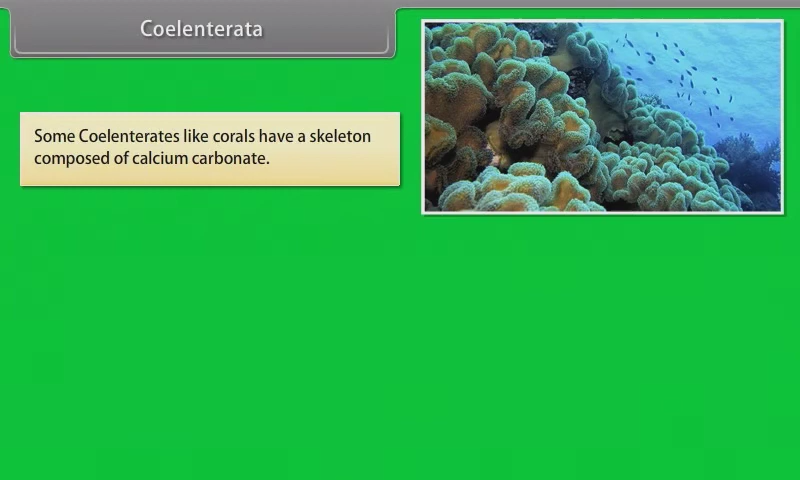 Coelenterata
Some Coelenterates like corals have a skeleton
composed of calcium carbonate.